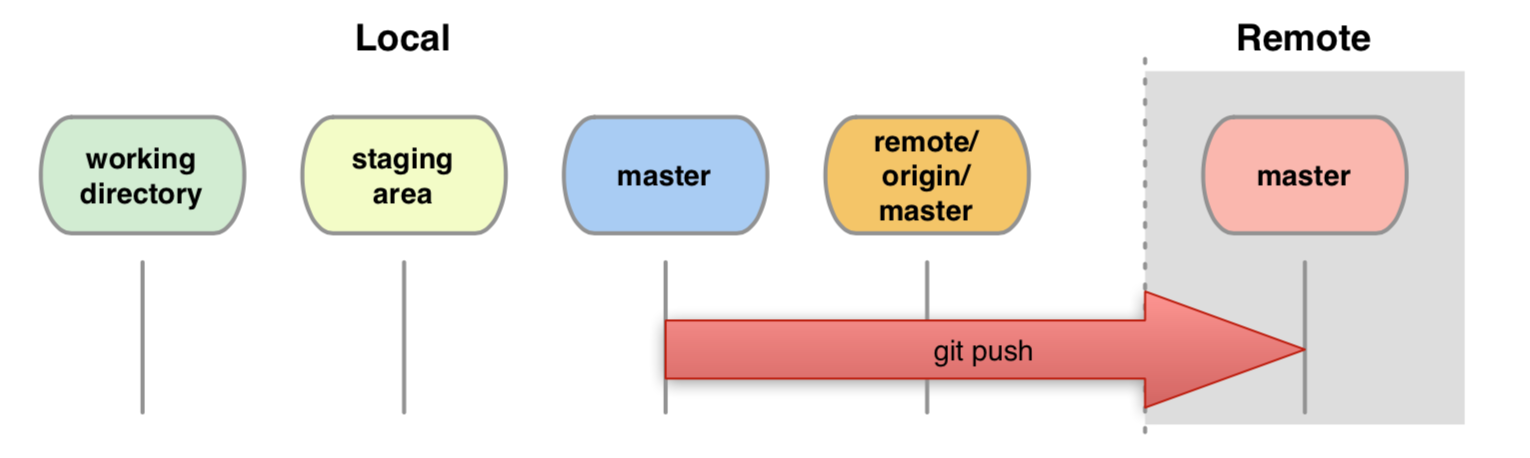 Local
Remote
working
directory
staging
area
master
remote/
origin/
master
master
git push